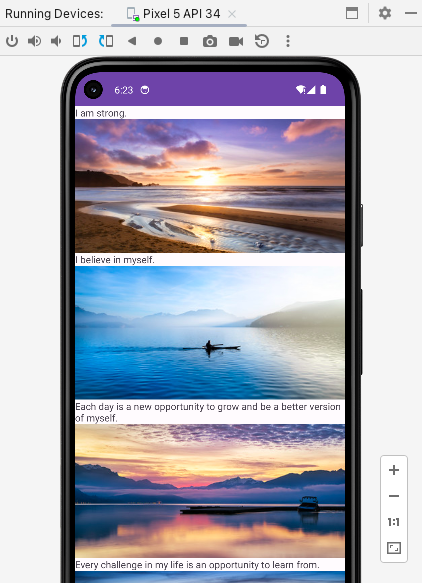 Running Devices: Pixel 5 API 34
6:23
I am strong.
I believe in myself.
Each day is a new opportunity to grow and be a better version
of myself.
Every challenge in my life is an opportunity to learn from.
1:1